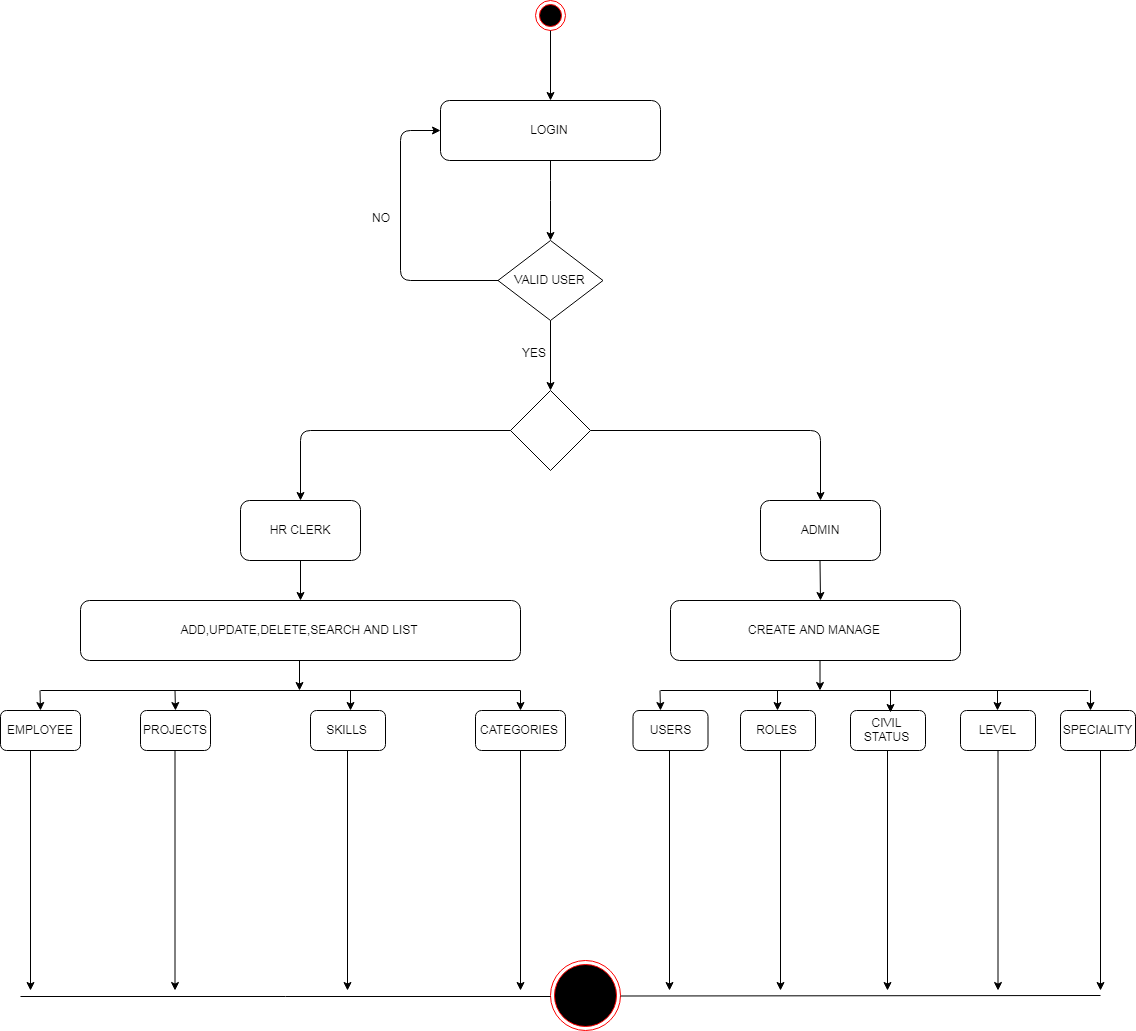 LOGIN
NO
VALID USER
YES
HR CLERK
ADMIN
ADD,UPDATE,DELETE,SEARCH AND LIST
CREATE AND MANAGE
EMPLOYEE
PROJECTS
SKILLS
CATEGORIES
USERS
ROLES
CIVIL
STATUS
LEVEL
SPECIALITY